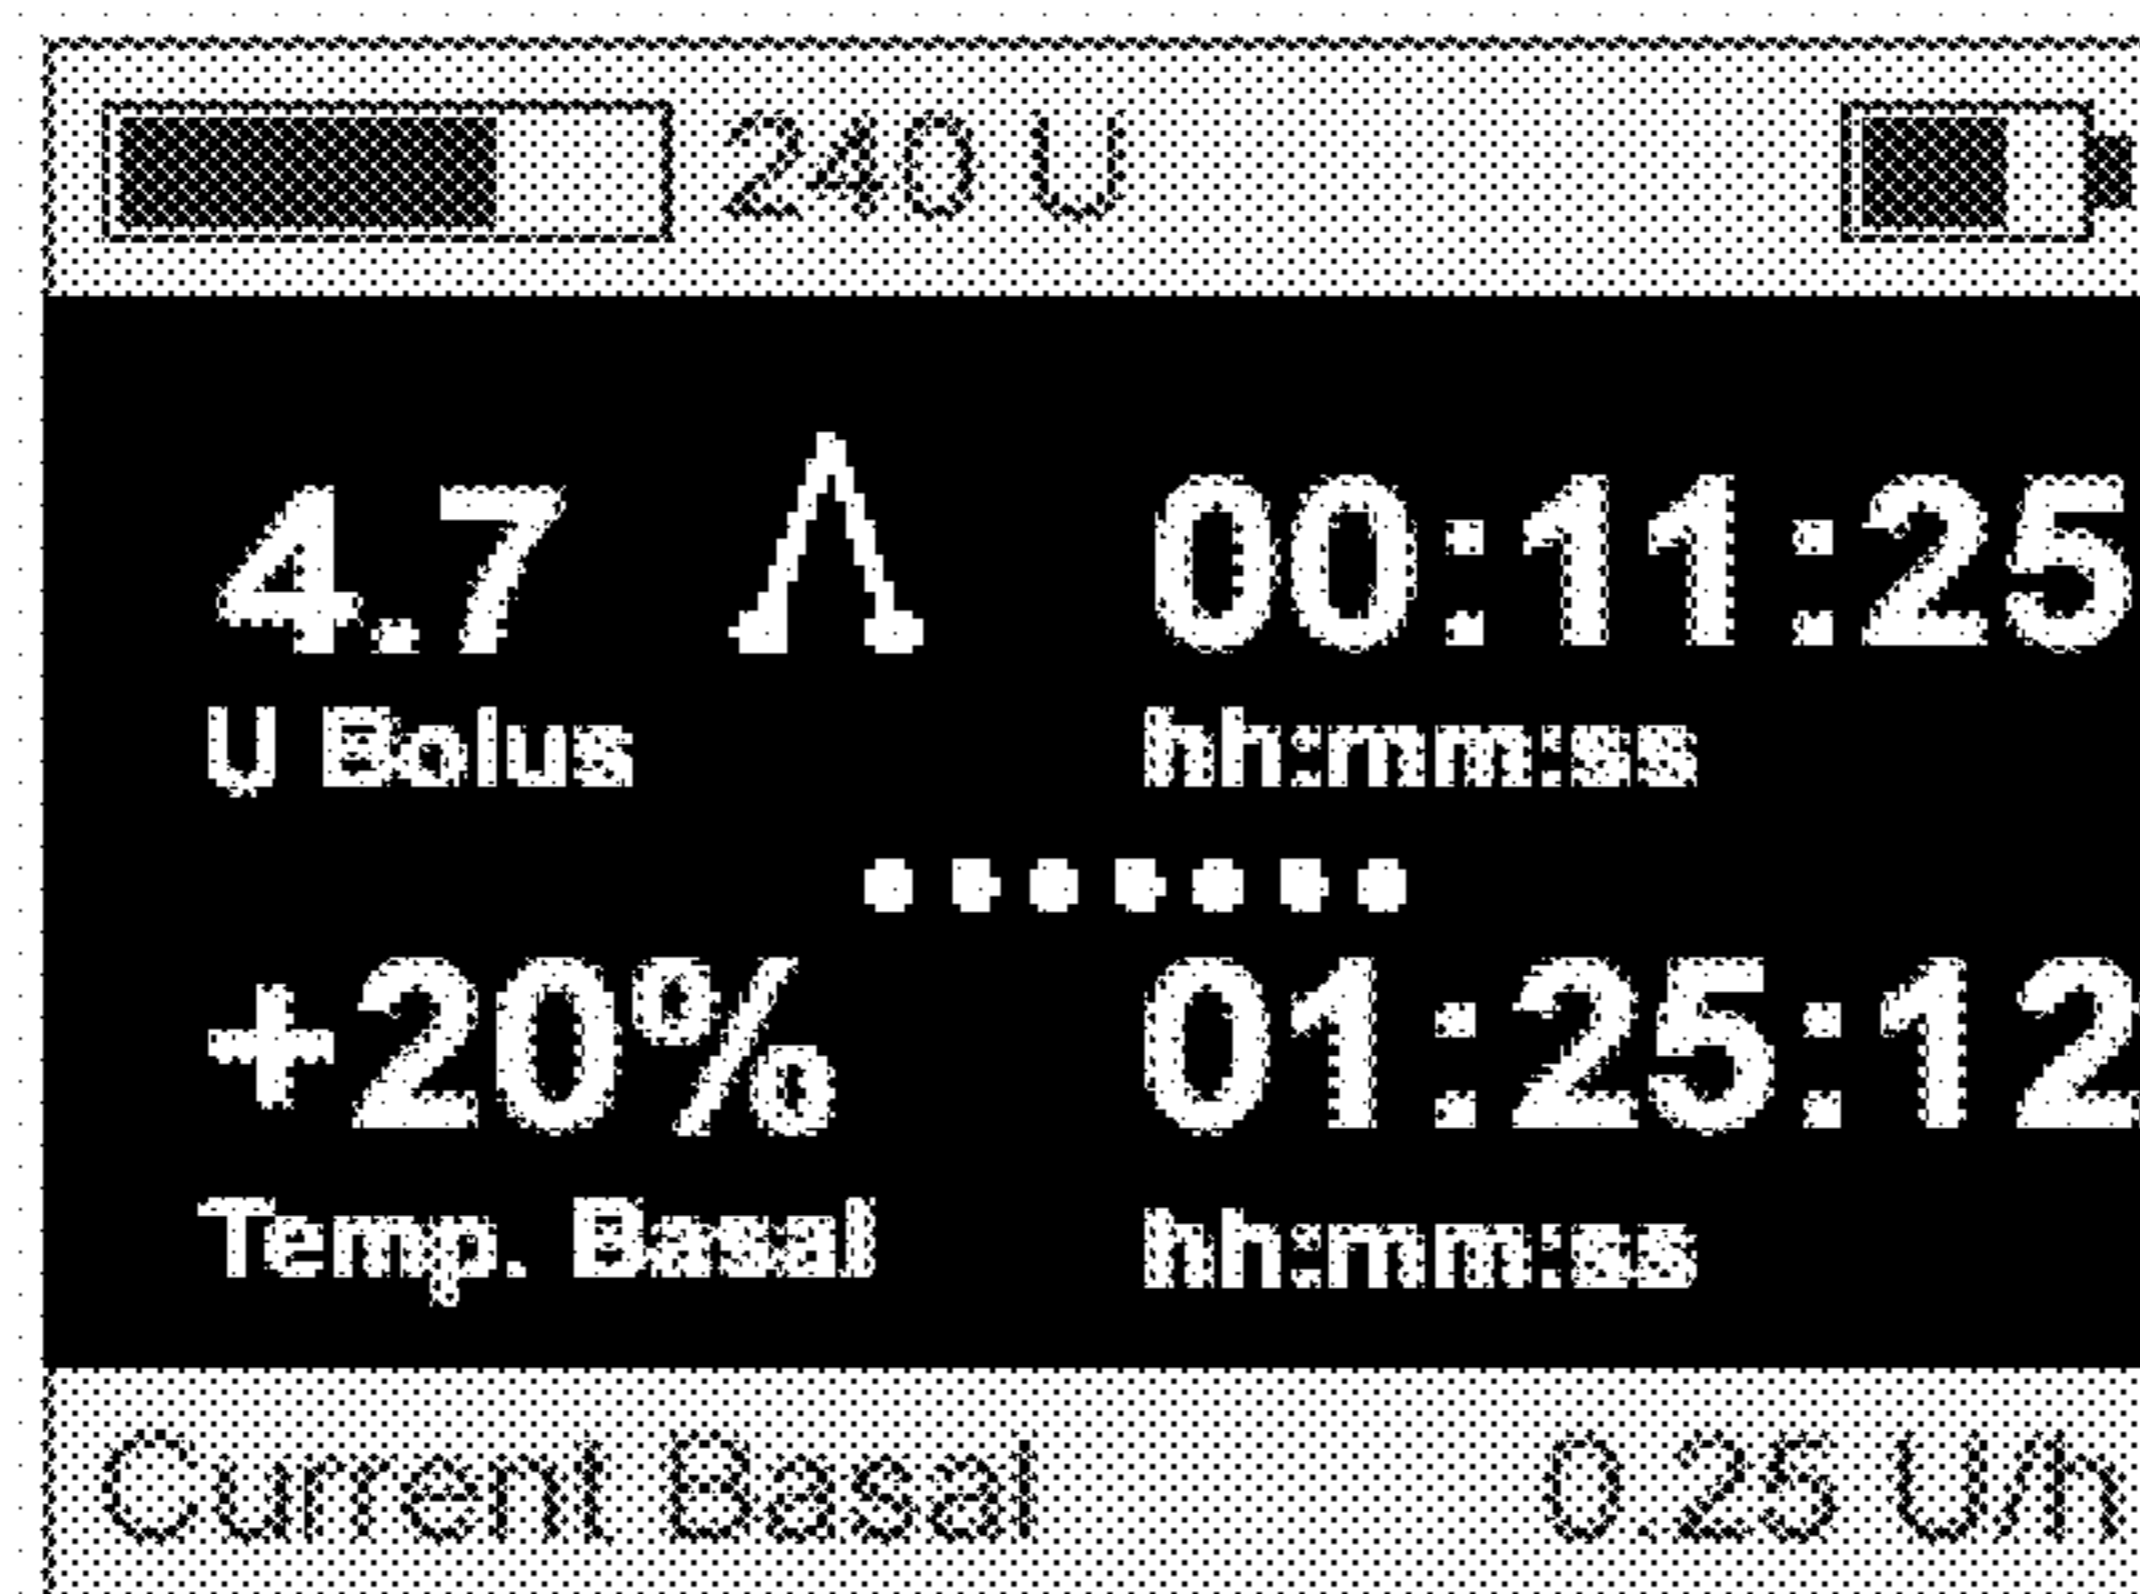 240 U
4.7 00:11:25
U Bolus hh:mm:ss
+20% 01:25:12
Temp. Basal hh:mm:ss
Current Basal 0.25 U/h